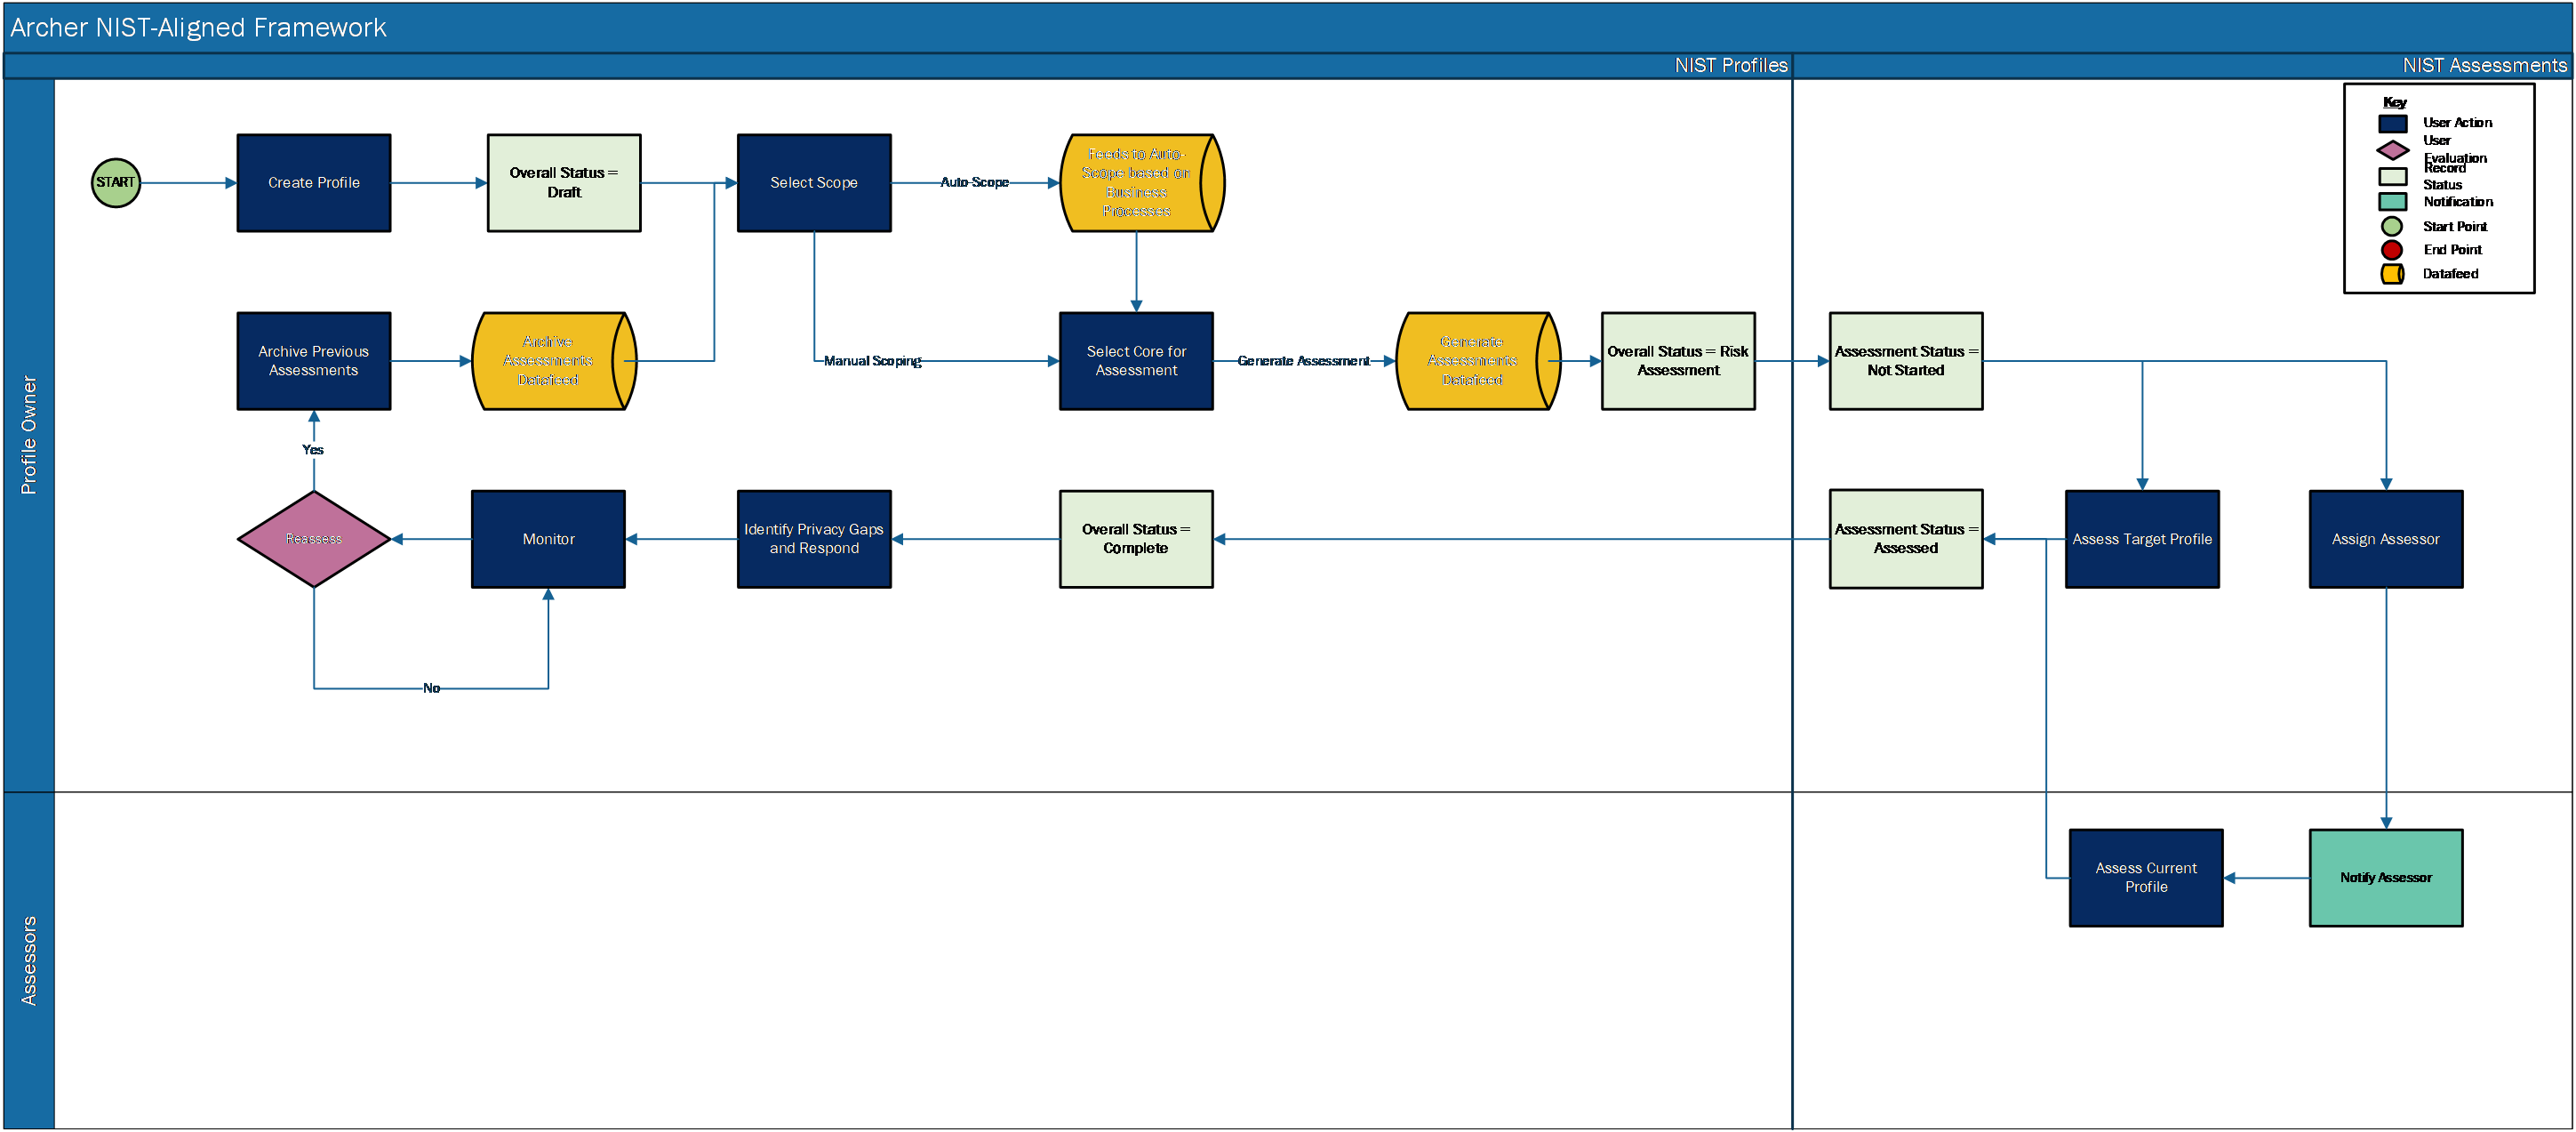 Archer NIST-Aligned Framework
NIST Profiles
NIST Assessments
Key
User Action
User
Evaluation
Record
Status
Notification
Start Point
End Point
Datafeed
Profile Owner
START
Create Profile
Overall Status =
Draft
Select Scope
Auto Scope
Feeds to Auto-
Scope based on
Business
Processes
Archive Previous
Assessments
Archive
Assessments
Datafeed
Manual Scoping
Select Core for
Assessment
Generate Assessment
Generate
Assessments
Datafeed
Overall Status = Risk
Assessment
Assessment Status =
Not Started
Yes
Reassess
Monitor
Identify Privacy Gaps
and Respond
Overall Status =
Complete
Assessment Status =
Assessed
Assess Target Profile
Assign Assessor
No
Assessors
Assess Current
Profile
Notify Assessor